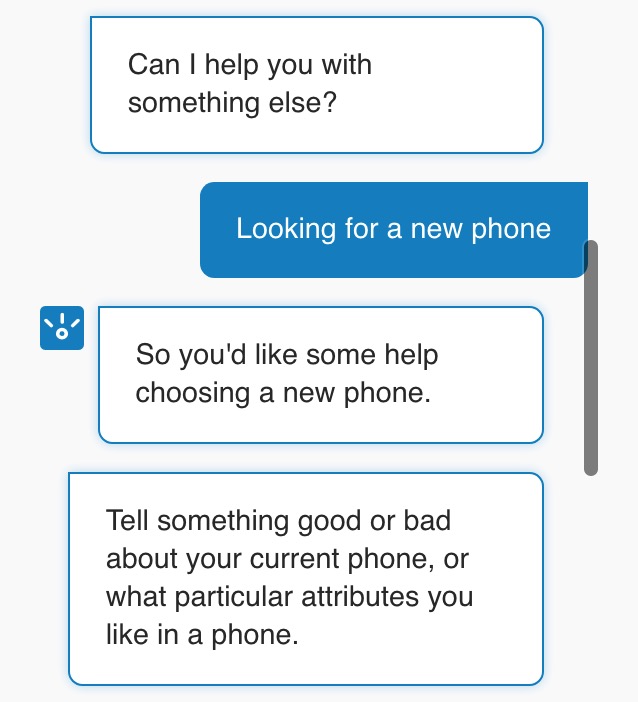 Can I help you with
something else?
Looking for a new phone
So you'd like some help
choosing a new phone.
Tell something good or bad
about your current phone, or
what particular attributes you
like in a phone.